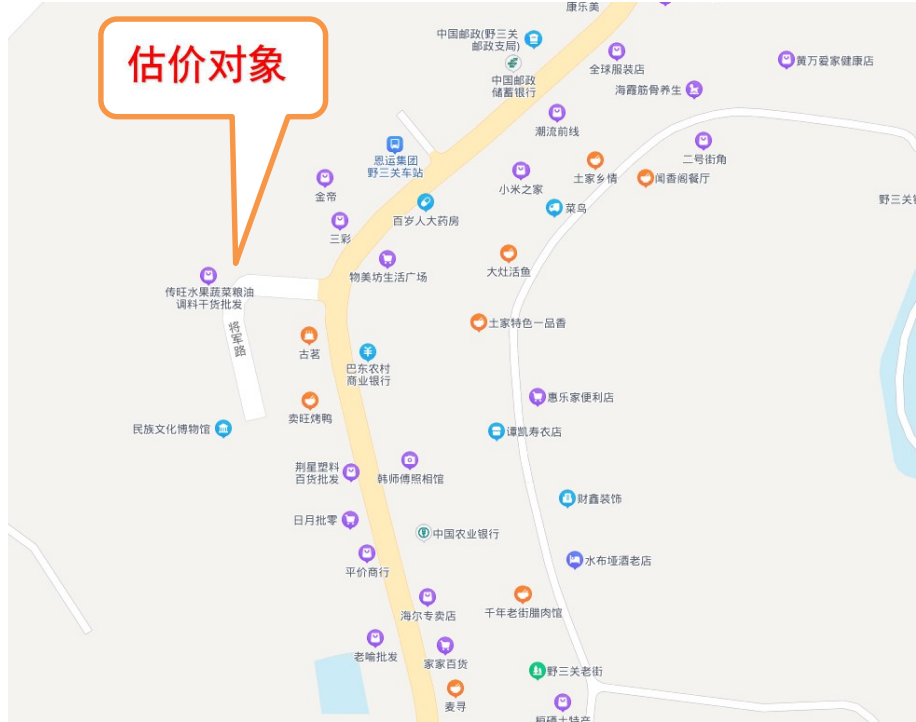 康乐美
中国邮政(野三关
邮政支局)
全球服装店
黄万爱家健康店
中国邮政
储蓄银行
海霞筋骨养生
估价对象
潮流前线
二号街角
恩运集团
野三关车站
土家乡情
闻香阁餐厅
小米之家
金帝
菜鸟
百岁人大药房
三彩
物美坊生活广场
大灶活鱼
传旺水果蔬菜粮油
调料干货批发
将军路
土家特色一品香
古茗
巴东农村
商业银行
惠乐家便利店
卖旺烤鸭
民族文化博物馆
谭凯寿衣店
荆星塑料
百货批发
韩师傅照相馆
财鑫装饰
日月批零
中国农业银行
平价商行
水布垭酒老店
海尔专卖店
千年老街腊肉馆
老喻批发
家家百货
野三关老街
麦寻